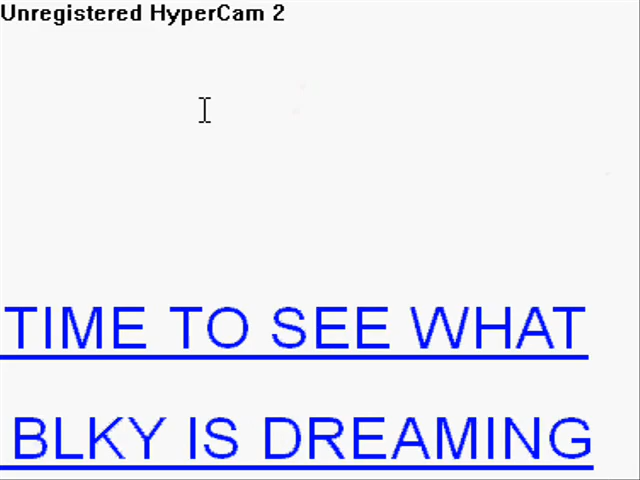 Unregistered HyperCam 2
TIME TO SEE WHAT
BLKY IS DREAMING